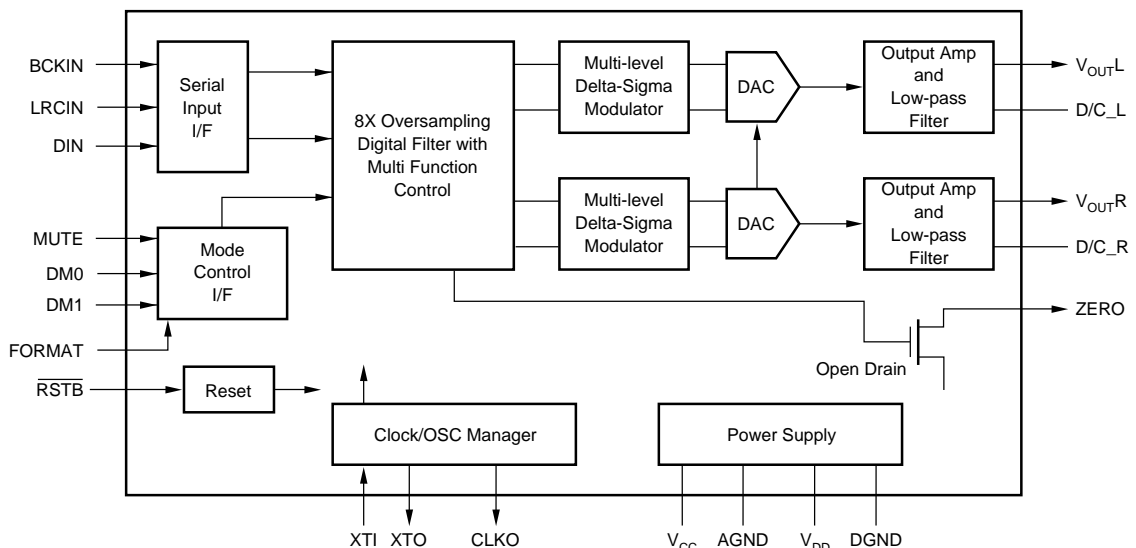 BCKIN
LRCIN
DIN
Serial
Input
I/F
8X Oversampling
Digital Filter with
Multi Function
Control
Multi-level
Delta-Sigma
Modulator
DAC
Output Amp
and
Low-pass
Filter
VOUTL
D/C_L
Multi-level
Delta-Sigma
Modulator
DAC
Output Amp
and
Low-pass
Filter
VOUTR
D/C_R
MUTE
DM0
DM1
FORMAT
Mode
Control
I/F
ZERO
Open Drain
RSTB
Reset
Clock/OSC Manager
Power Supply
XTI
XTO
CLKO
VCC
AGND
VDD
DGND